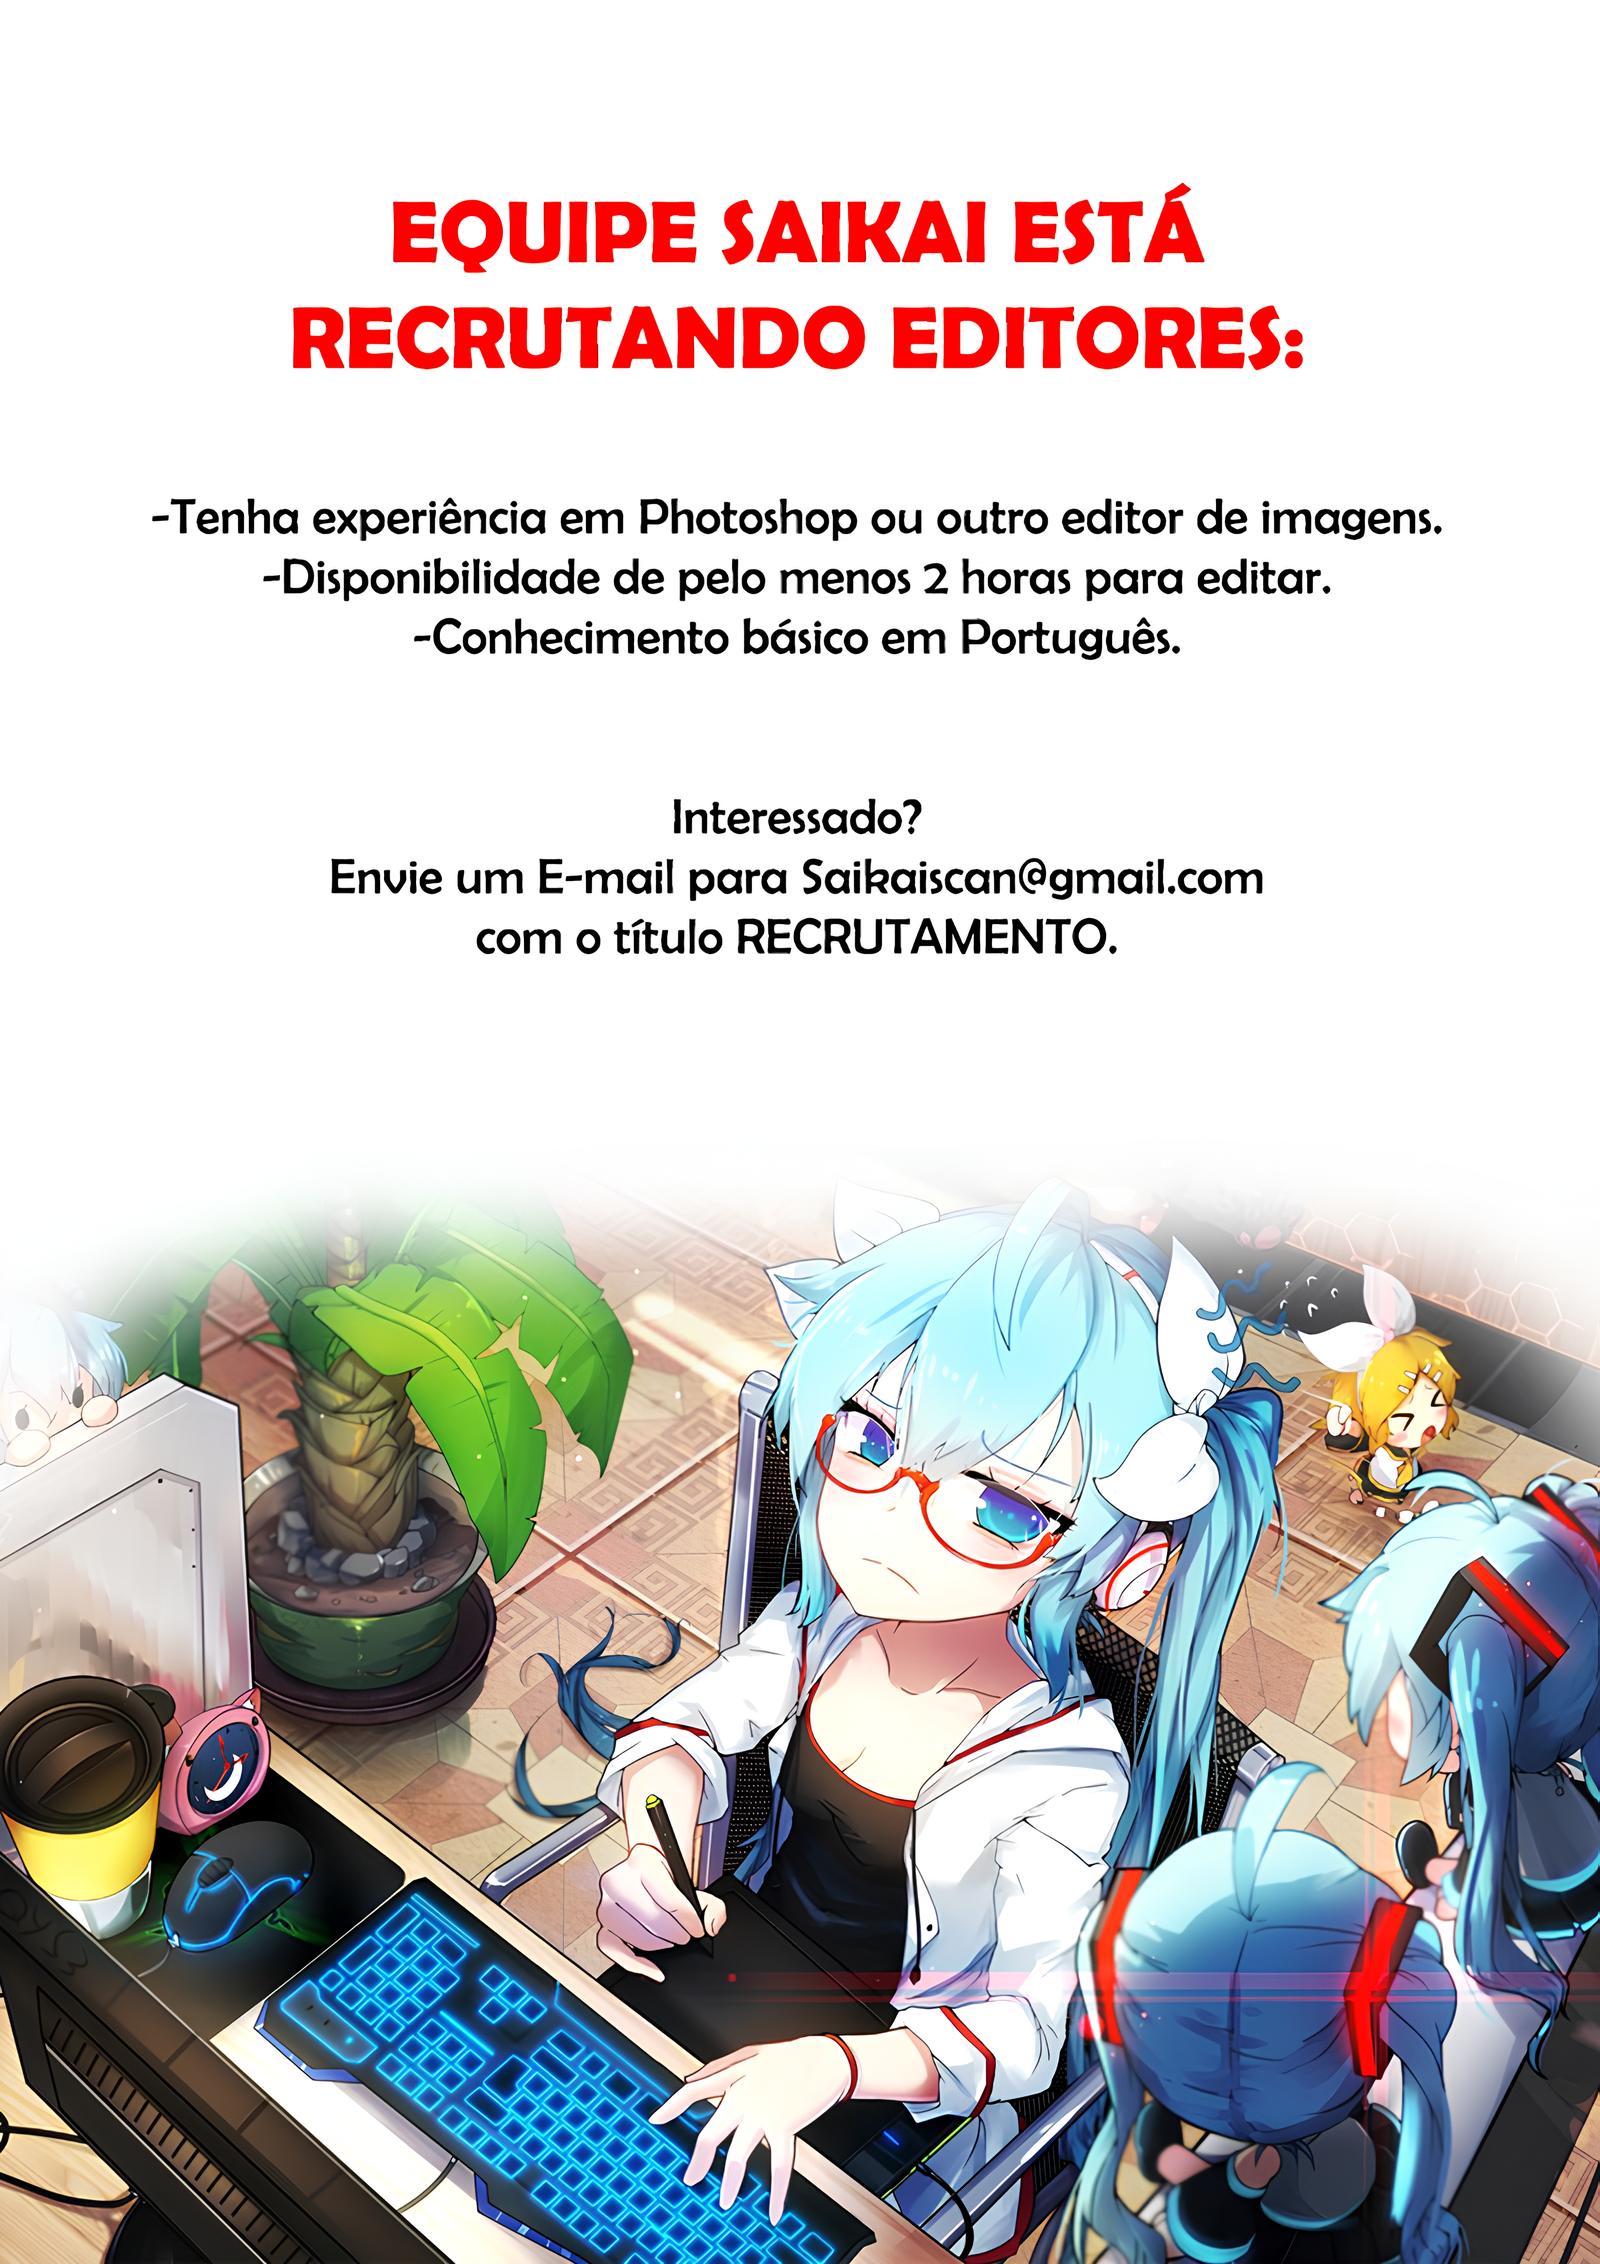 EQUIPE SAIKAI ESTÁ
RECRUTANDO EDITORES:
-Tenha experiência em Photoshop ou outro editor de imagens.
-Disponibilidade de pelo menos 2 horas para editar.
-Conhecimento básico em Português.
Interessado?
Envie um E-mail para Saikaiscan@gmail.com
com o título RECRUTAMENTO.